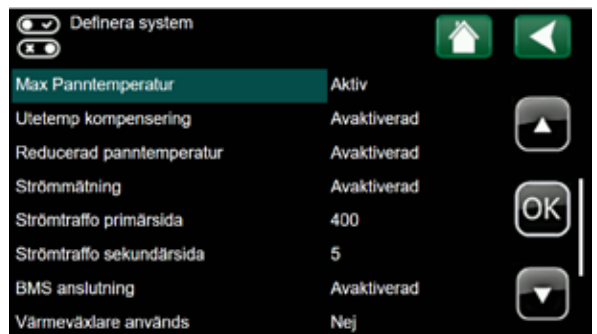 Definera system
Max Panntemperatur Aktiv
Utetemp kompensering Avaktiverad
Reducerad panntemperatur Avaktiverad
Strömmätning Avaktiverad
Strömtraffo primärsida 400
Strömtraffo sekundärsida 5
BMS anslutning Avaktiverad
Värmeväxlare används Nej
OK